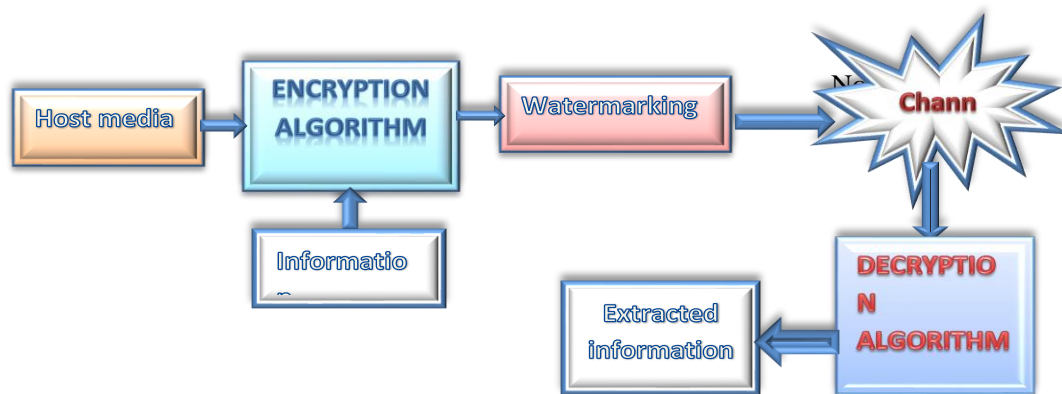 Host media
ENCRYPTION
ALGORITHM
Watermarking
Chann
Informatio
DECRYPTIO
N
ALGORITHM
Extracted
information